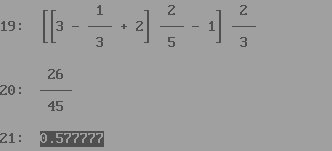 19: [[3 - 1/3 + 2] 2/5 - 1] 2/3
20: 26/45
21: 0.577777